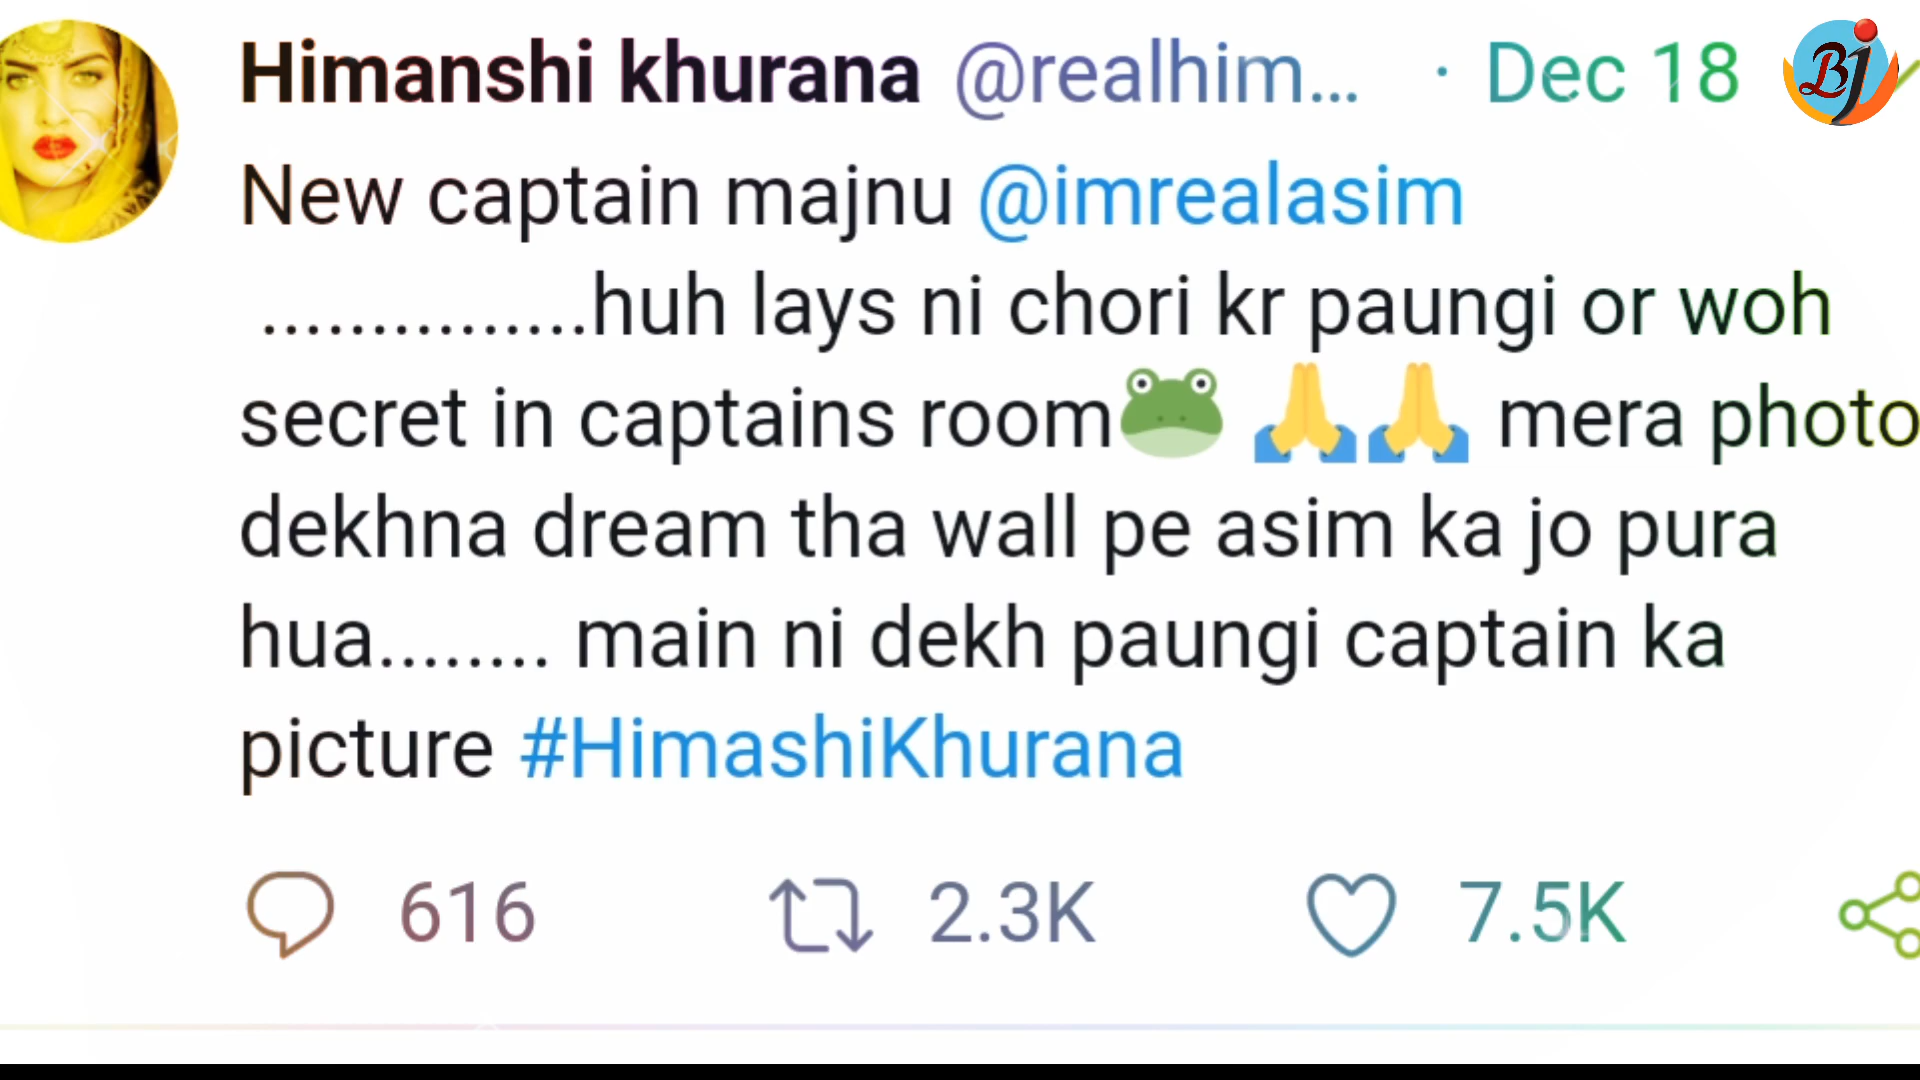 Himanshi khurana @realhim... · Dec 18
BJ
New captain majnu @imrealasim
...............huh lays ni chori kr paungi or woh
secret in captains room🐸 🙏🙏 mera photo
dekhna dream tha wall pe asim ka jo pura
hua........ main ni dekh paungi captain ka
picture #HimashiKhurana
616 2.3K 7.5K